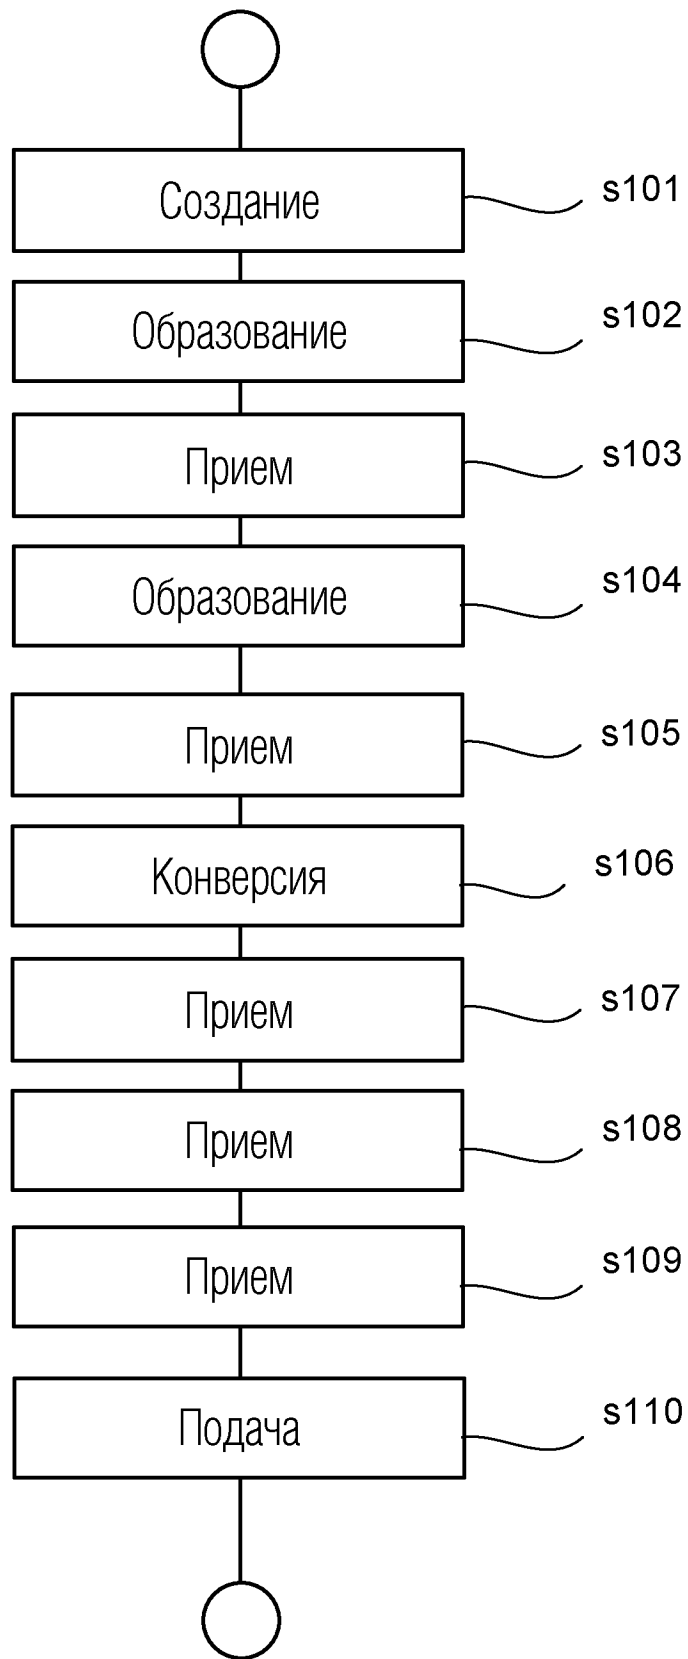 Создание s101
Образование s102
Прием s103
Образование s104
Прием s105
Конверсия s106
Прием s107
Прием s108
Прием s109
Подача s110